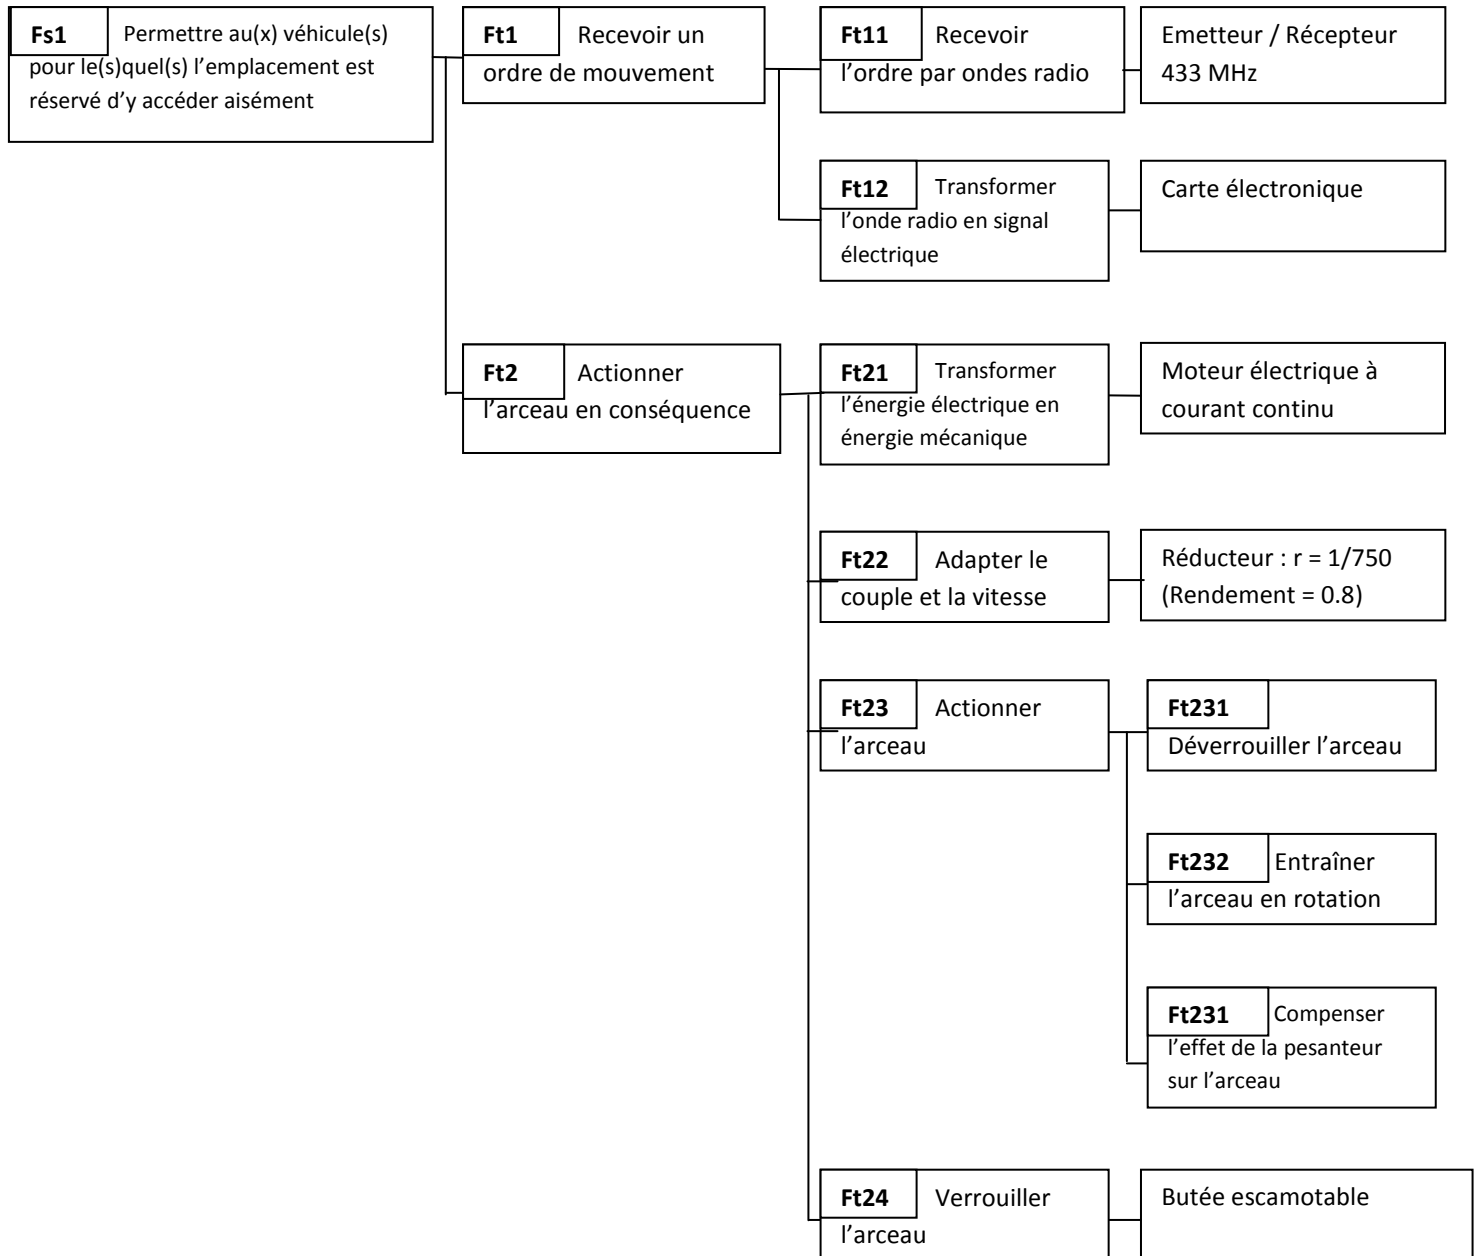 Fs1 Permettre au(x) véhicule(s)
pour le(s)quel(s) l’emplacement est
réservé d’y accéder aisément
Ft1 Recevoir un
ordre de mouvement
Ft11 Recevoir
l’ordre par ondes radio
Emetteur / Récepteur
433 MHz
Ft12 Transformer
l’onde radio en signal
électrique
Carte électronique
Ft2 Actionner
l’arceau en conséquence
Ft21 Transformer
l’énergie électrique en
énergie mécanique
Moteur électrique à
courant continu
Ft22 Adapter le
couple et la vitesse
Réducteur : r = 1/750
(Rendement = 0.8)
Ft23 Actionner
l’arceau
Ft231
Déverrouiller l’arceau
Ft232 Entraîner
l’arceau en rotation
Ft231 Compenser
l’effet de la pesanteur
sur l’arceau
Ft24 Verrouiller
l’arceau
Butée escamotable